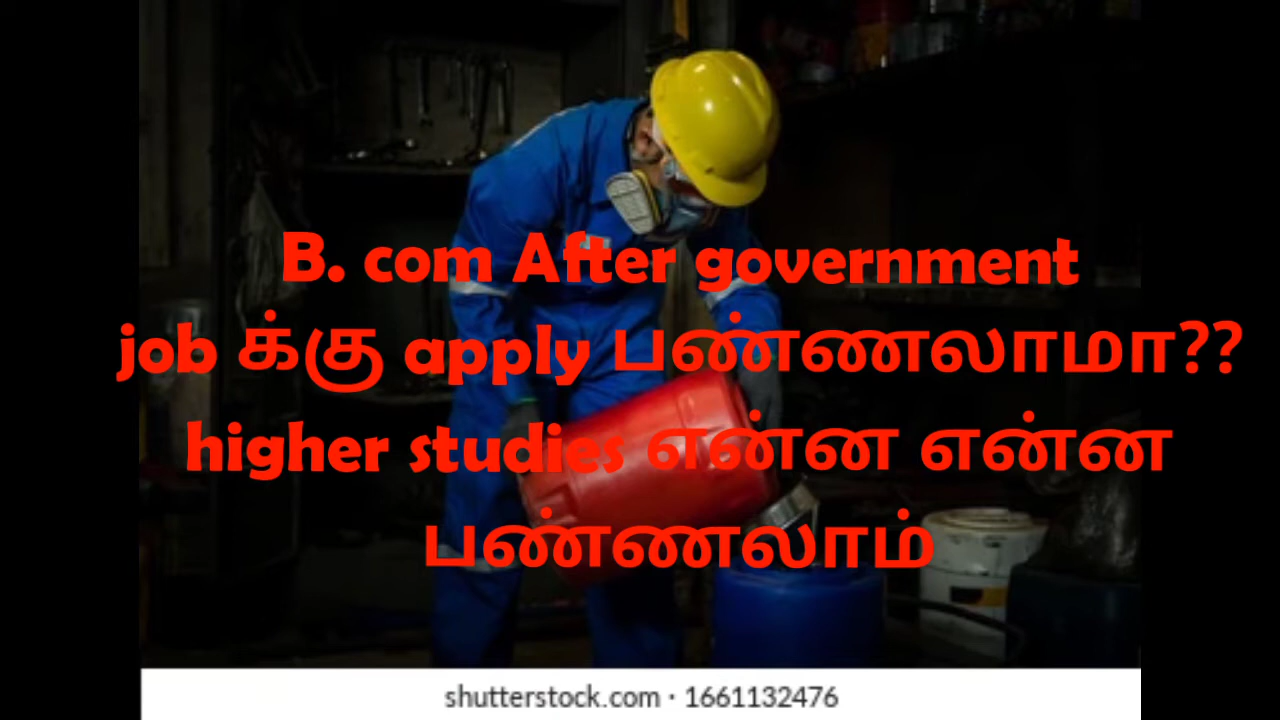 B. com After government
job க்கு apply பண்ணலாமா??
higher studies என்ன என்ன
பண்ணலாம்
shutterstock.com · 1661132476